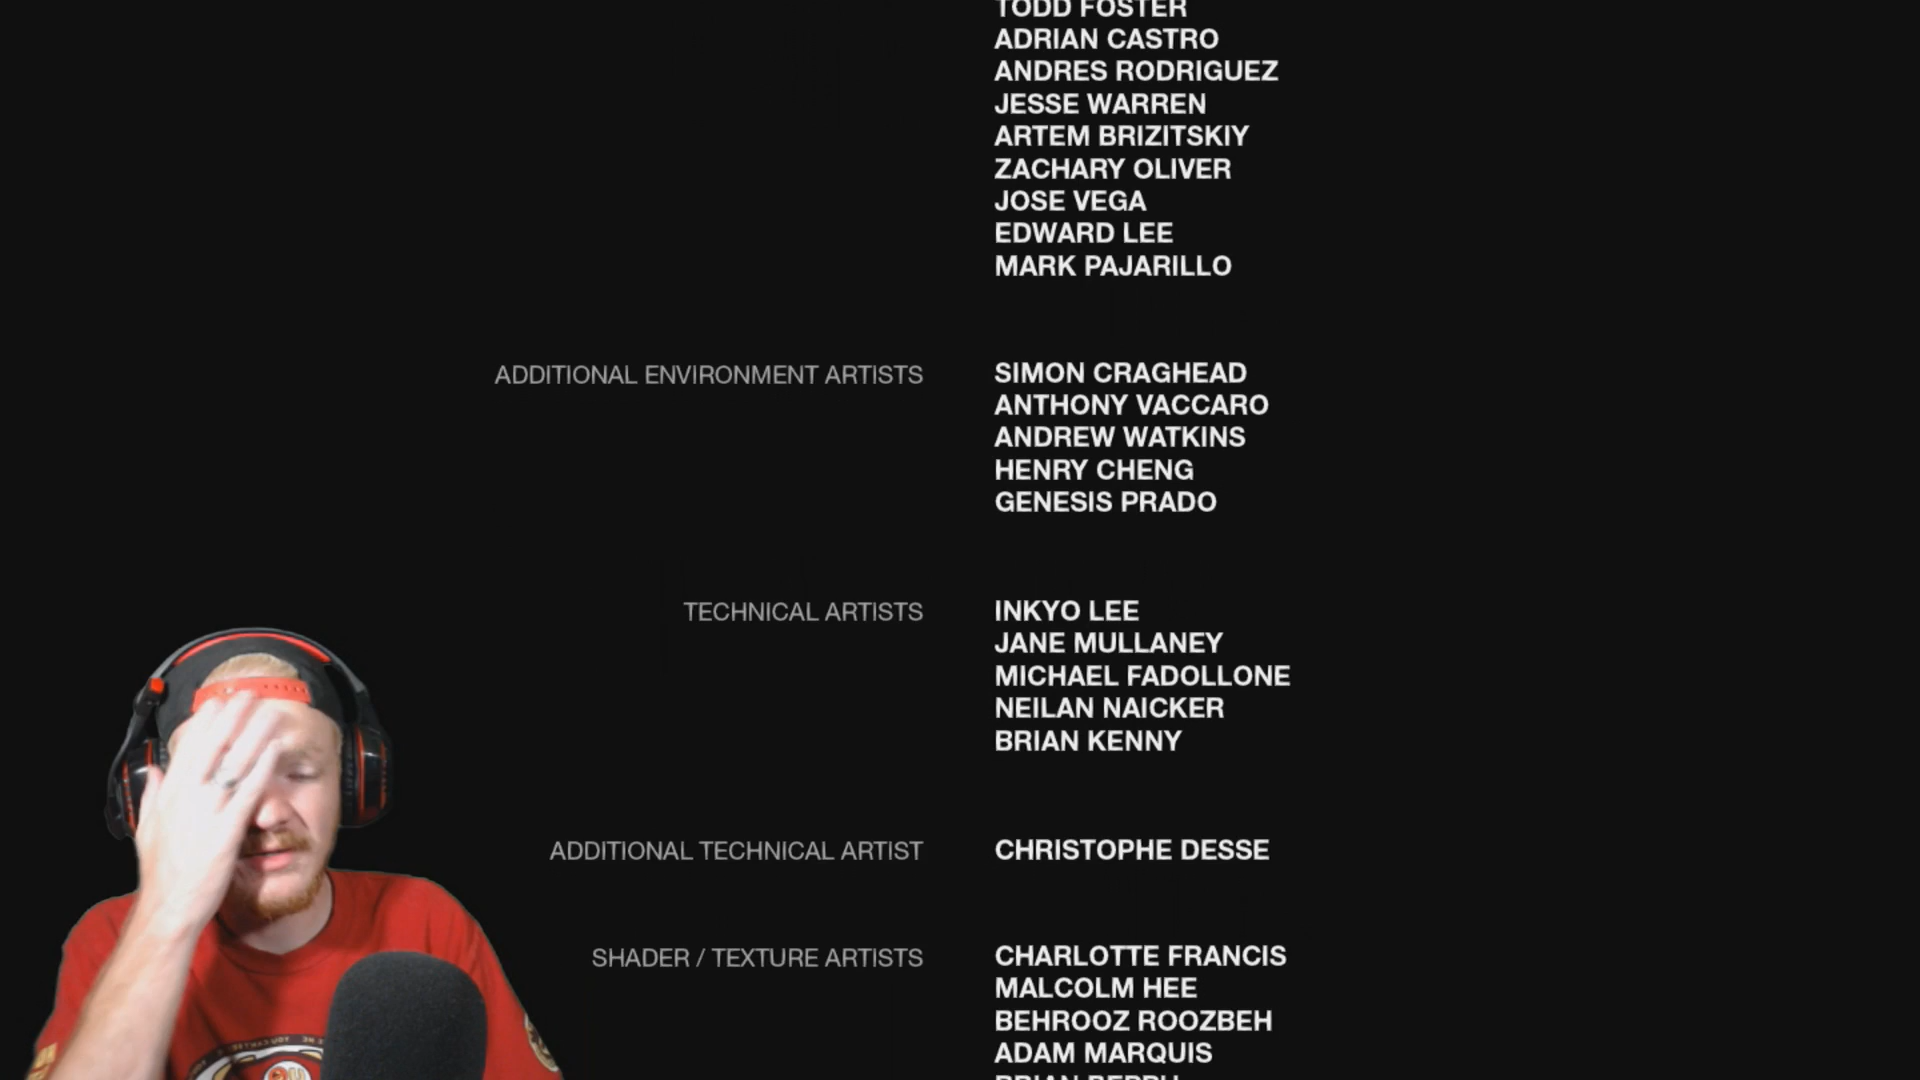 TODD FOSTER
ADRIAN CASTRO
ANDRES RODRIGUEZ
JESSE WARREN
ARTEM BRIZITSKIY
ZACHARY OLIVER
JOSE VEGA
EDWARD LEE
MARK PAJARILLO
ADDITIONAL ENVIRONMENT ARTISTS SIMON CRAGHEAD
ANTHONY VACCARO
ANDREW WATKINS
HENRY CHENG
GENESIS PRADO
TECHNICAL ARTISTS INKYO LEE
JANE MULLANEY
MICHAEL FADOLLONE
NEILAN NAICKER
BRIAN KENNY
ADDITIONAL TECHNICAL ARTIST CHRISTOPHE DESSE
SHADER / TEXTURE ARTISTS CHARLOTTE FRANCIS
MALCOLM HEE
BEHROOZ ROOZBEH
ADAM MARQUIS